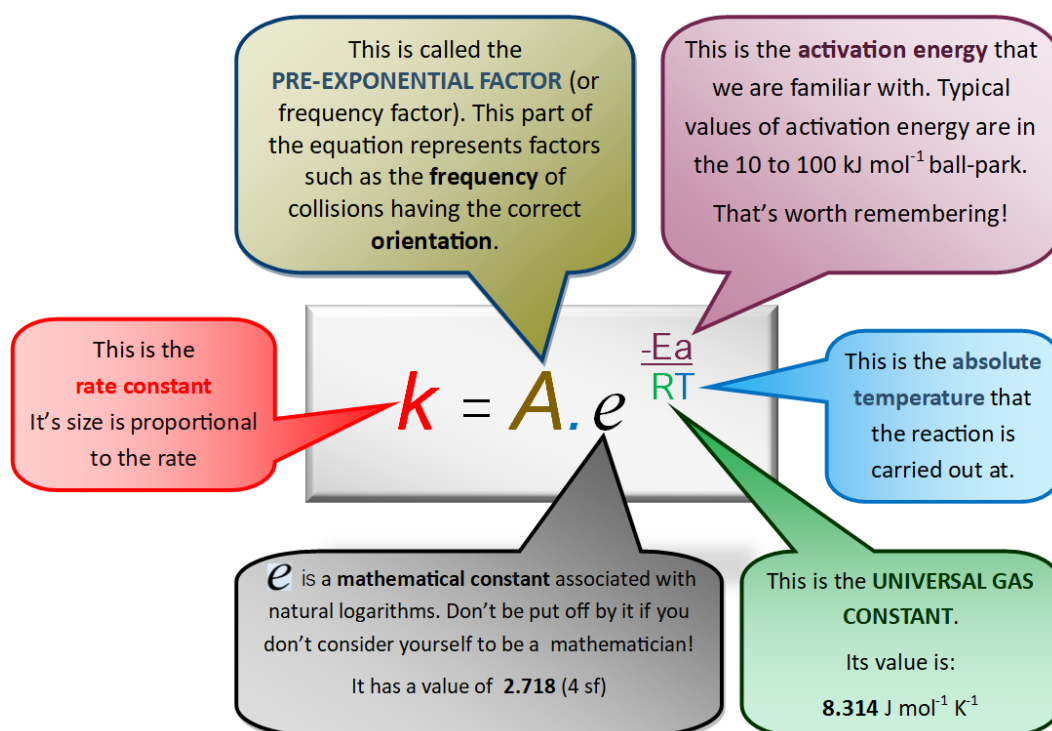 This is called the
PRE-EXPONENTIAL FACTOR (or
frequency factor). This part of
the equation represents factors
such as the frequency of
collisions having the correct
orientation.
This is the activation energy that
we are familiar with. Typical
values of activation energy are in
the 10 to 100 kJ mol⁻¹ ball-park.
That's worth remembering!
This is the
rate constant
It's size is proportional
to the rate
k = A. e
-Ea
RT
This is the absolute
temperature that
the reaction is
carried out at.
e is a mathematical constant associated with
natural logarithms. Don't be put off by it if you
don't consider yourself to be a mathematician!
It has a value of 2.718 (4 sf)
This is the UNIVERSAL GAS
CONSTANT.
Its value is:
8.314 J mol⁻¹ K⁻¹